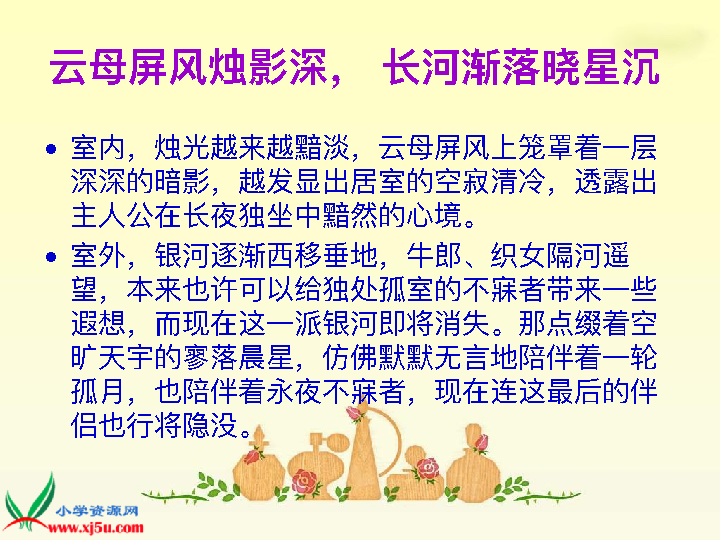 云母屏风烛影深， 长河渐落晓星沉
• 室内，烛光越来越黯淡，云母屏风上笼罩着一层
深深的暗影，越发显出居室的空寂清冷，透露出
主人公在长夜独坐中黯然的心境。
• 室外，银河逐渐西移垂地，牛郎、织女隔河遥
望，本来也许可以给独处孤室的不寐者带来一些
遐想，而现在这一派银河即将消失。那点缀着空
旷天宇的寥落晨星，仿佛默默无言地陪伴着一轮
孤月，也陪伴着永夜不寐者，现在连这最后的伴
侣也行将隐没。
小学资源网
www.xj5u.com